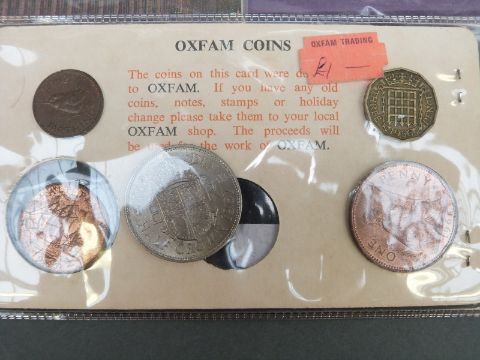 OXFAM COINS
OXFAM TRADING
£1 —
The coins on this card were
to OXFAM. If you have any old
coins, notes, stamps or holiday
change please take them to your local
OXFAM shop. The proceeds will
be for the work of OXFAM.
PENNY
ONE